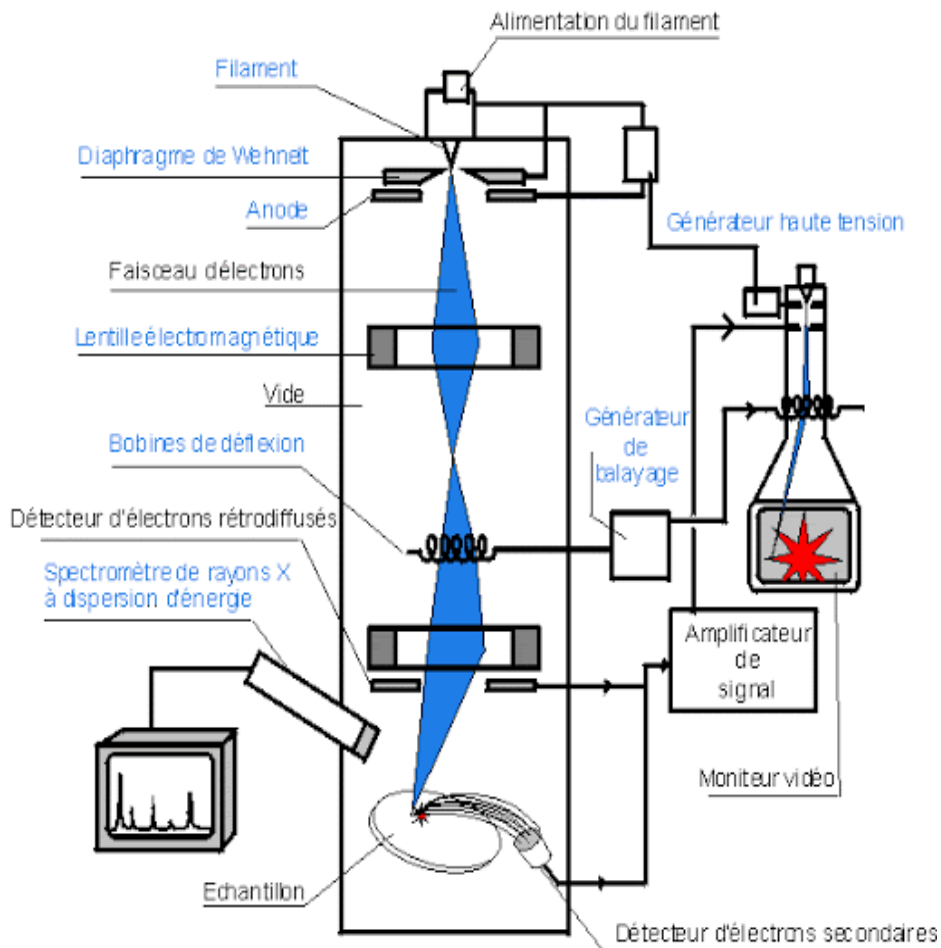 Alimentation du filament
Filament
Diaphragme de Wehnelt
Anode
Générateur haute tension
Faisceau délectrons
Lentille électromagnétique
Vide
Générateur
de
balayage
Bobines de déflexion
Détecteur d'électrons rétrodiffusés
Spectromètre de rayons X
à dispersion d'énergie
Amplificateur
de
signal
Moniteur vidéo
Echantillon
Détecteur d'électrons secondaires